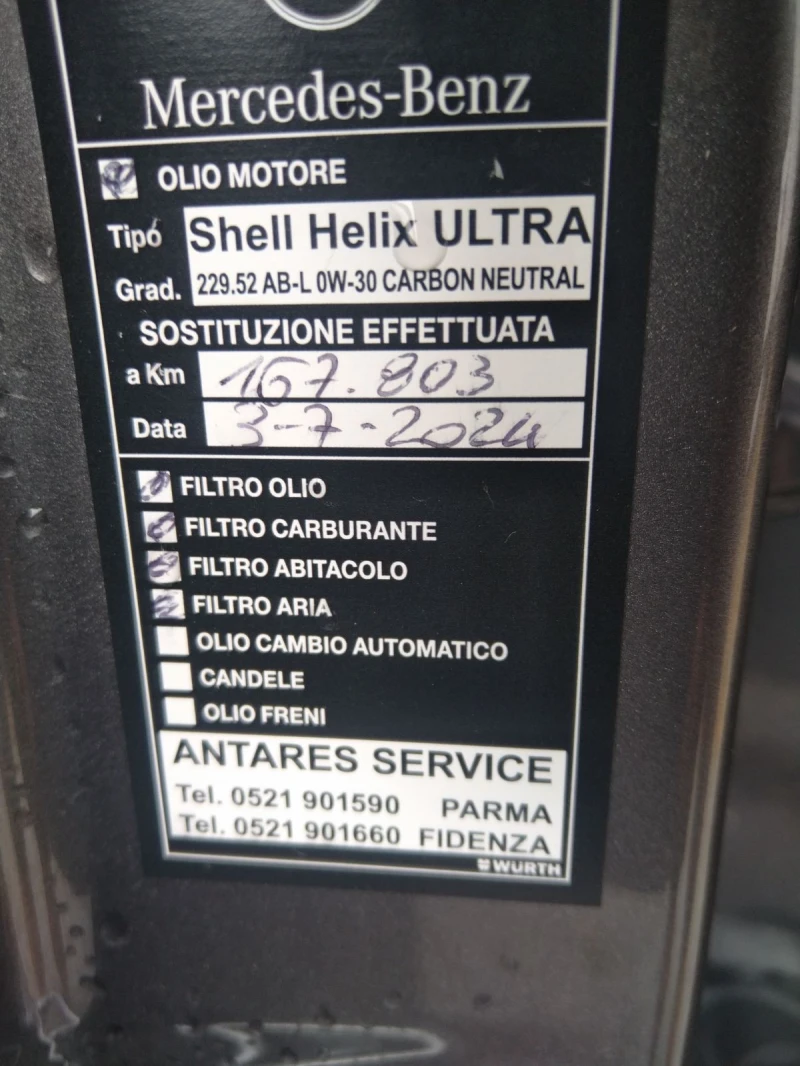 Mercedes-Benz
OLIO MOTORE
Tipo Shell Helix ULTRA
Grad. 229.52 AB-L 0W-30 CARBON NEUTRAL
SOSTITUZIONE EFFETTUATA
a Km 167.803
Data 3-7-2024
FILTRO OLIO
FILTRO CARBURANTE
FILTRO ABITACOLO
FILTRO ARIA
OLIO CAMBIO AUTOMATICO
CANDELE
OLIO FRENI
ANTARES SERVICE
Tel. 0521 901590 PARMA
Tel. 0521 901660 FIDENZA
WÜRTH